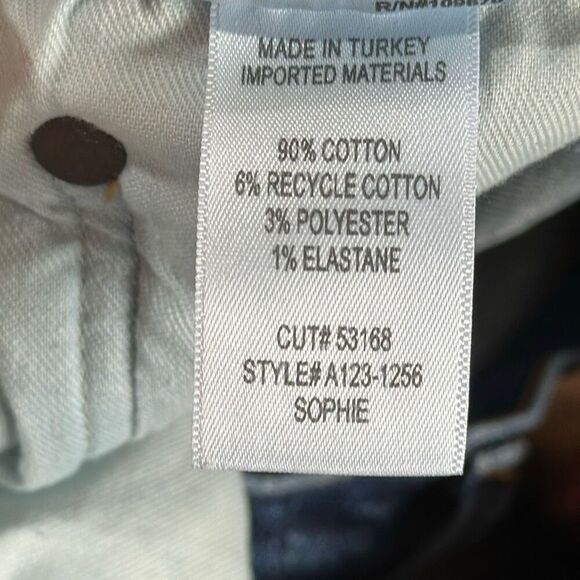 MADE IN TURKEY
IMPORTED MATERIALS
90% COTTON
6% RECYCLE COTTON
3% POLYESTER
1% ELASTANE
CUT# 53168
STYLE# A123-1256
SOPHIE